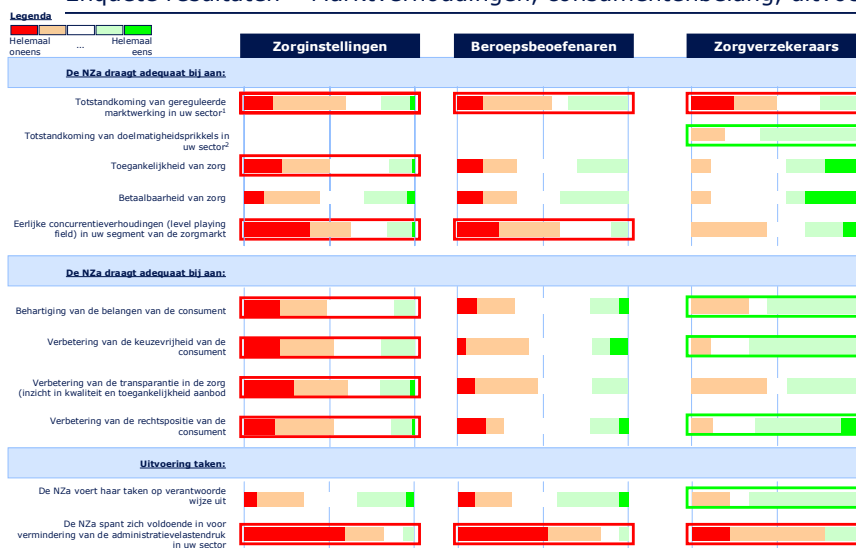 Enquête resultaten – Marktverhoudingen, consumentenbelang,
Legenda
Helemaal oneens
...
Helemaal eens
Zorginstellingen
Beroepsbeoefenaren
Zorgverzekeraars
De NZa draagt adequaat bij aan:
Totstandkoming van gereguleerde
marktwerking in uw sector1
Totstandkoming van doelmatigheidsprikkels in
uw sector2
Toegankelijkheid van zorg
Betaalbaarheid van zorg
Eerlijke concurrentieverhoudingen (level playing
field) in uw segment van de zorgmarkt
De NZa draagt adequaat bij aan:
Behartiging van de belangen van de consument
Verbetering van de keuzevrijheid van de
consument
Verbetering van de transparantie in de zorg
(inzicht in kwaliteit en toegankelijkheid aanbod
Verbetering van de rechtspositie van de
consument
Uitvoering taken:
De NZa voert haar taken op verantwoorde
wijze uit
De NZa spant zich voldoende in voor
vermindering van de administratievelastendruk
in uw sector